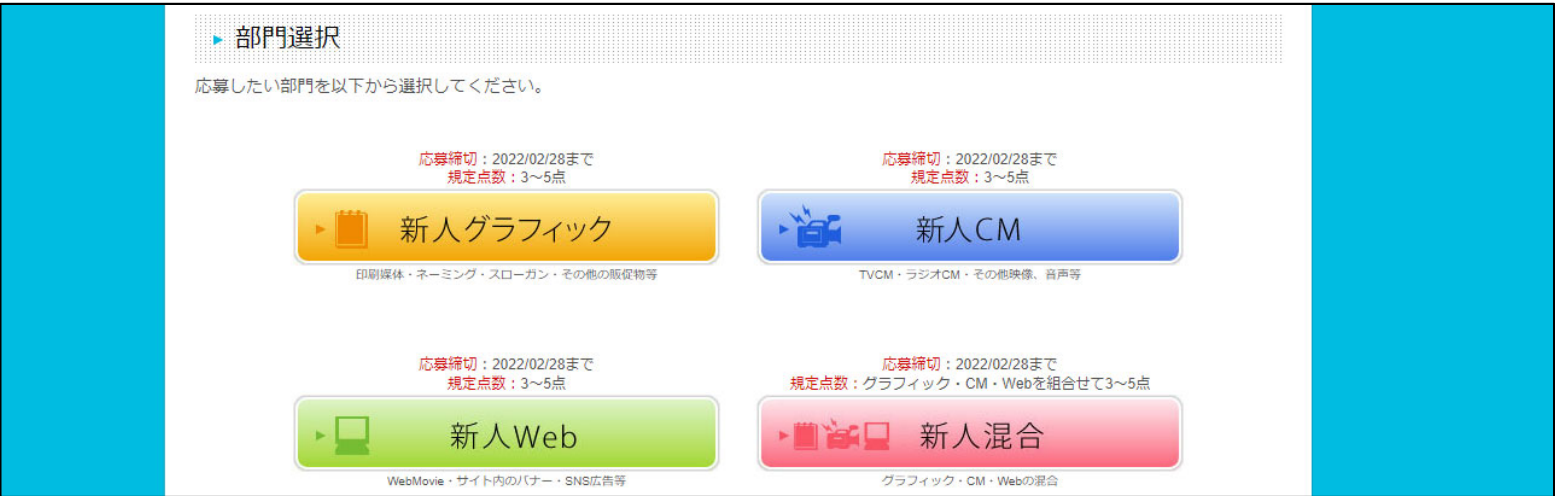 部門選択
応募したい部門を以下から選択してください。
応募締切：2022/02/28まで
規定点数：3～5点
新人グラフィック
印刷媒体・ネーミング・スローガン・その他の販促物等
応募締切：2022/02/28まで
規定点数：3～5点
新人CM
TVCM・ラジオCM・その他映像、音声等
応募締切：2022/02/28まで
規定点数：3～5点
新人Web
WebMovie・サイト内のバナー・SNS広告等
応募締切：2022/02/28まで
規定点数：グラフィック・CM・Webを組合せて3～5点
新人混合
グラフィック・CM・Webの混合